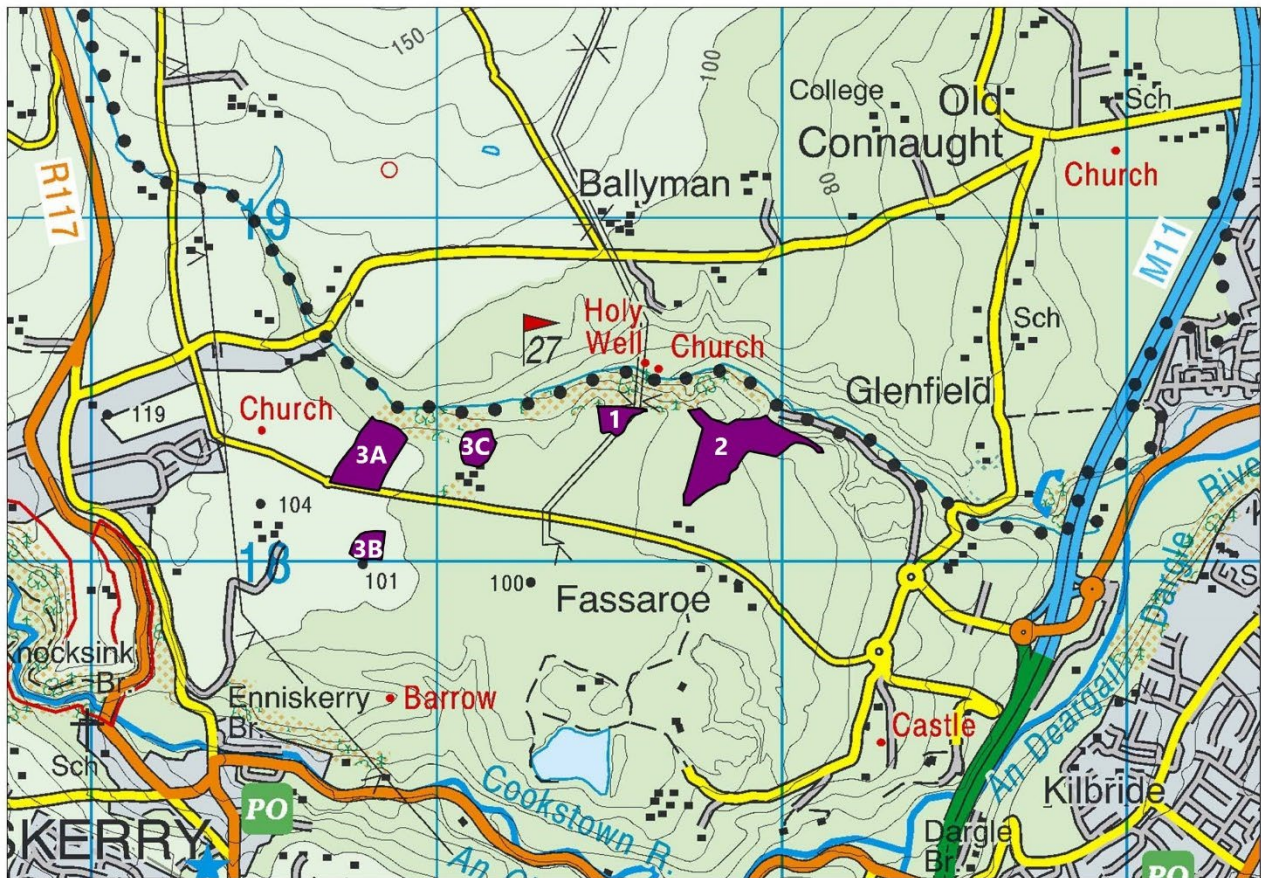 150
100
College
Old
Connaught
Sch
Church
R117
80
Ballyman
19
M11
Holy
Well
Church
27
Sch
Glenfield
119
Church
1
2
3A
3C
104
3B
18
101
100
Fassaroe
River
Dargle
An Deargail
Knocksink
Br.
Enniskerry
Br.
Barrow
Castle
Sch
Cookstown R.
Kilbride
PO
SKERRY
Dargle
Br.
PO